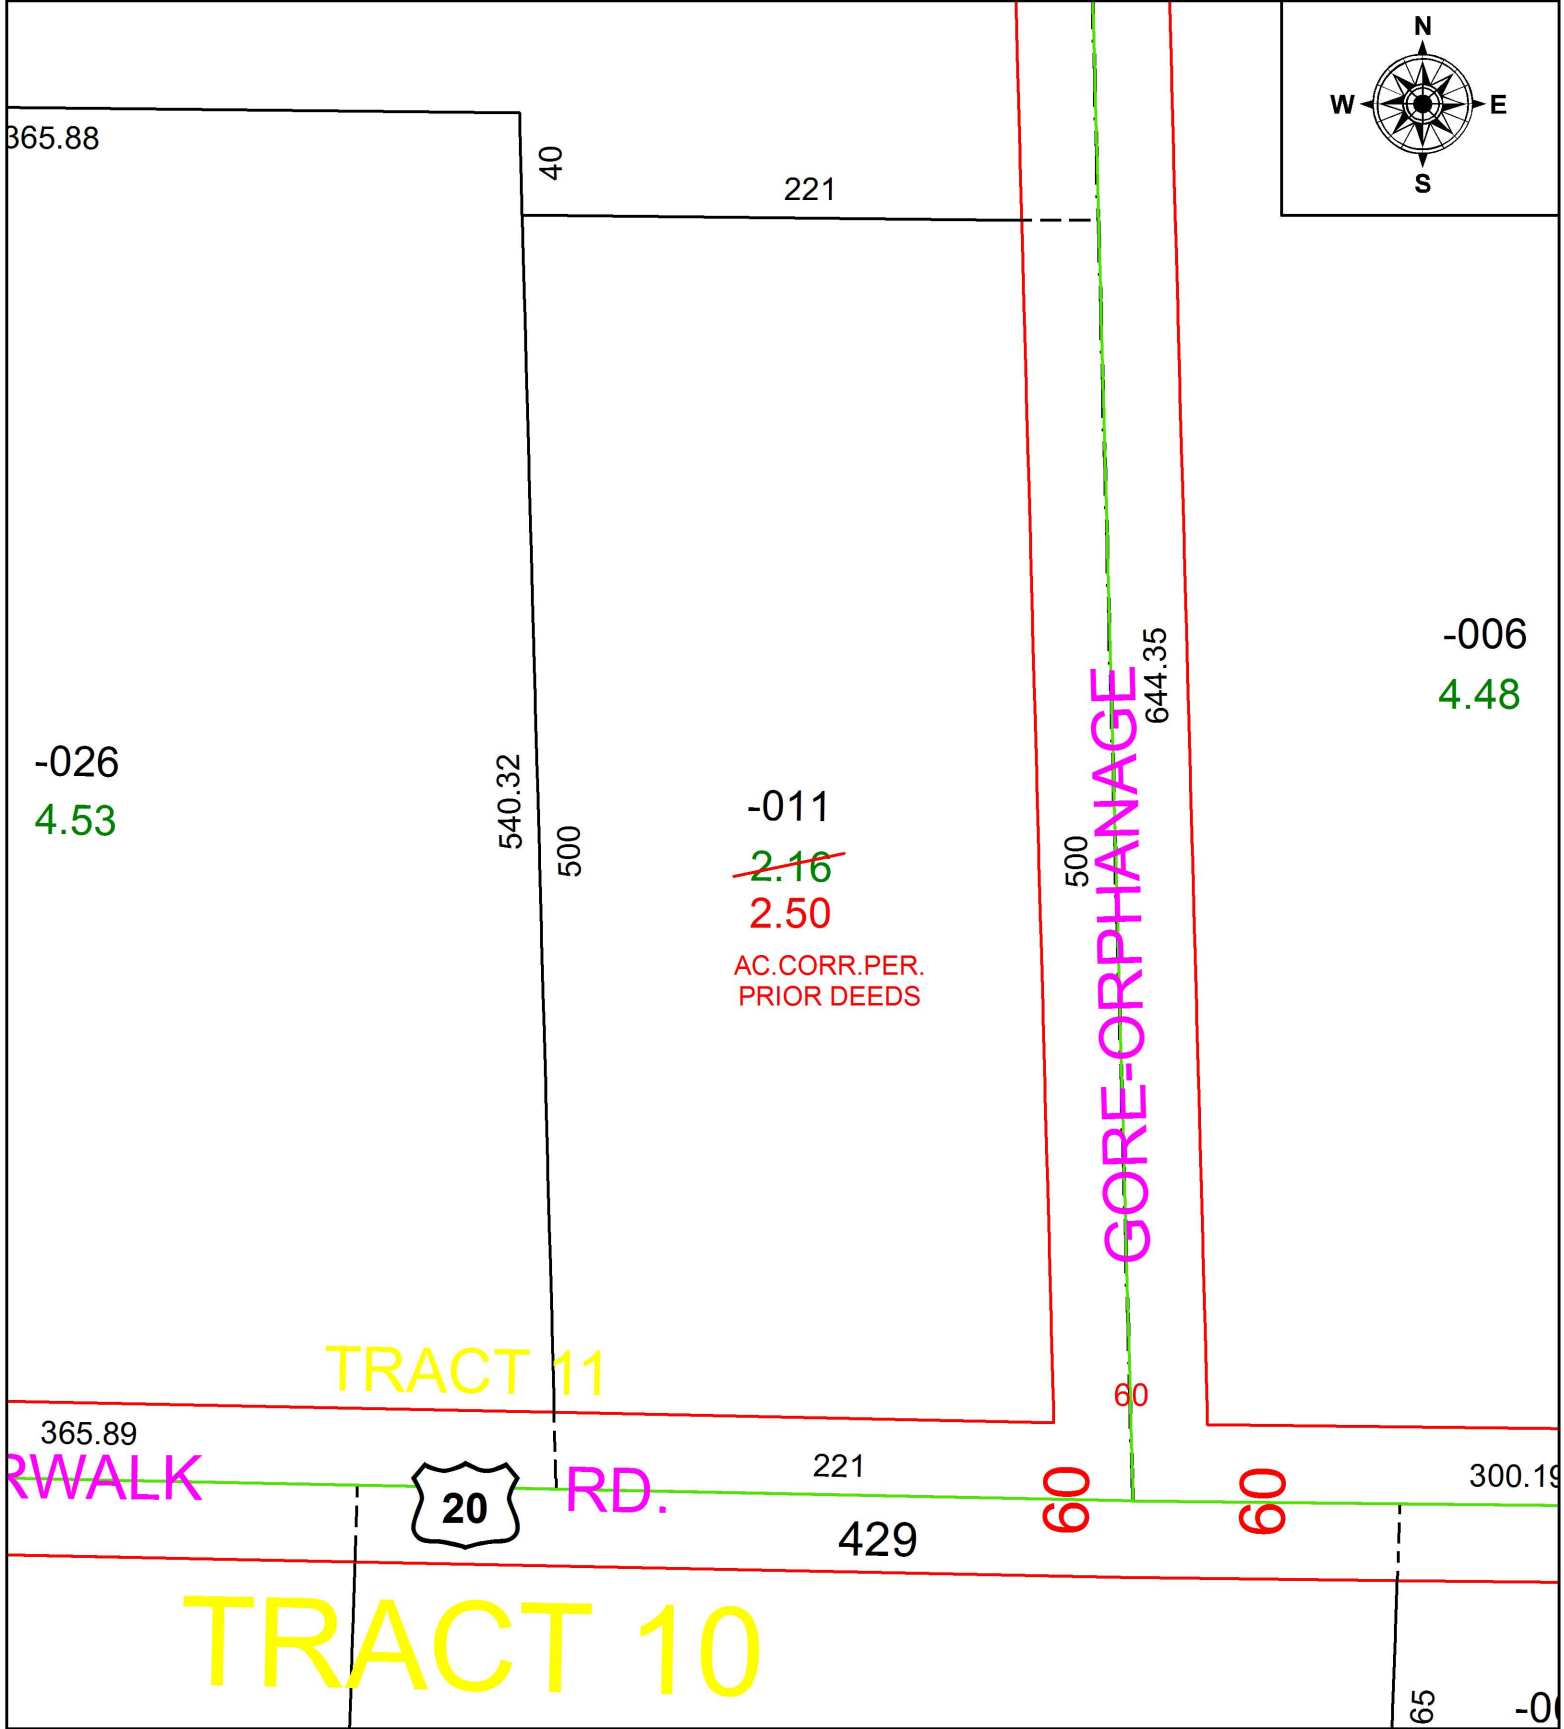 N
W E
S
365.88
40
221
-006
4.48
644.35
-026
4.53
540.32
500
-011
2.16
2.50
AC.CORR.PER.
PRIOR DEEDS
500
GORE-ORPHANAGE
TRACT 11
60
365.89
RWALK
20
RD.
221
60
60
300.19
429
TRACT 10
65